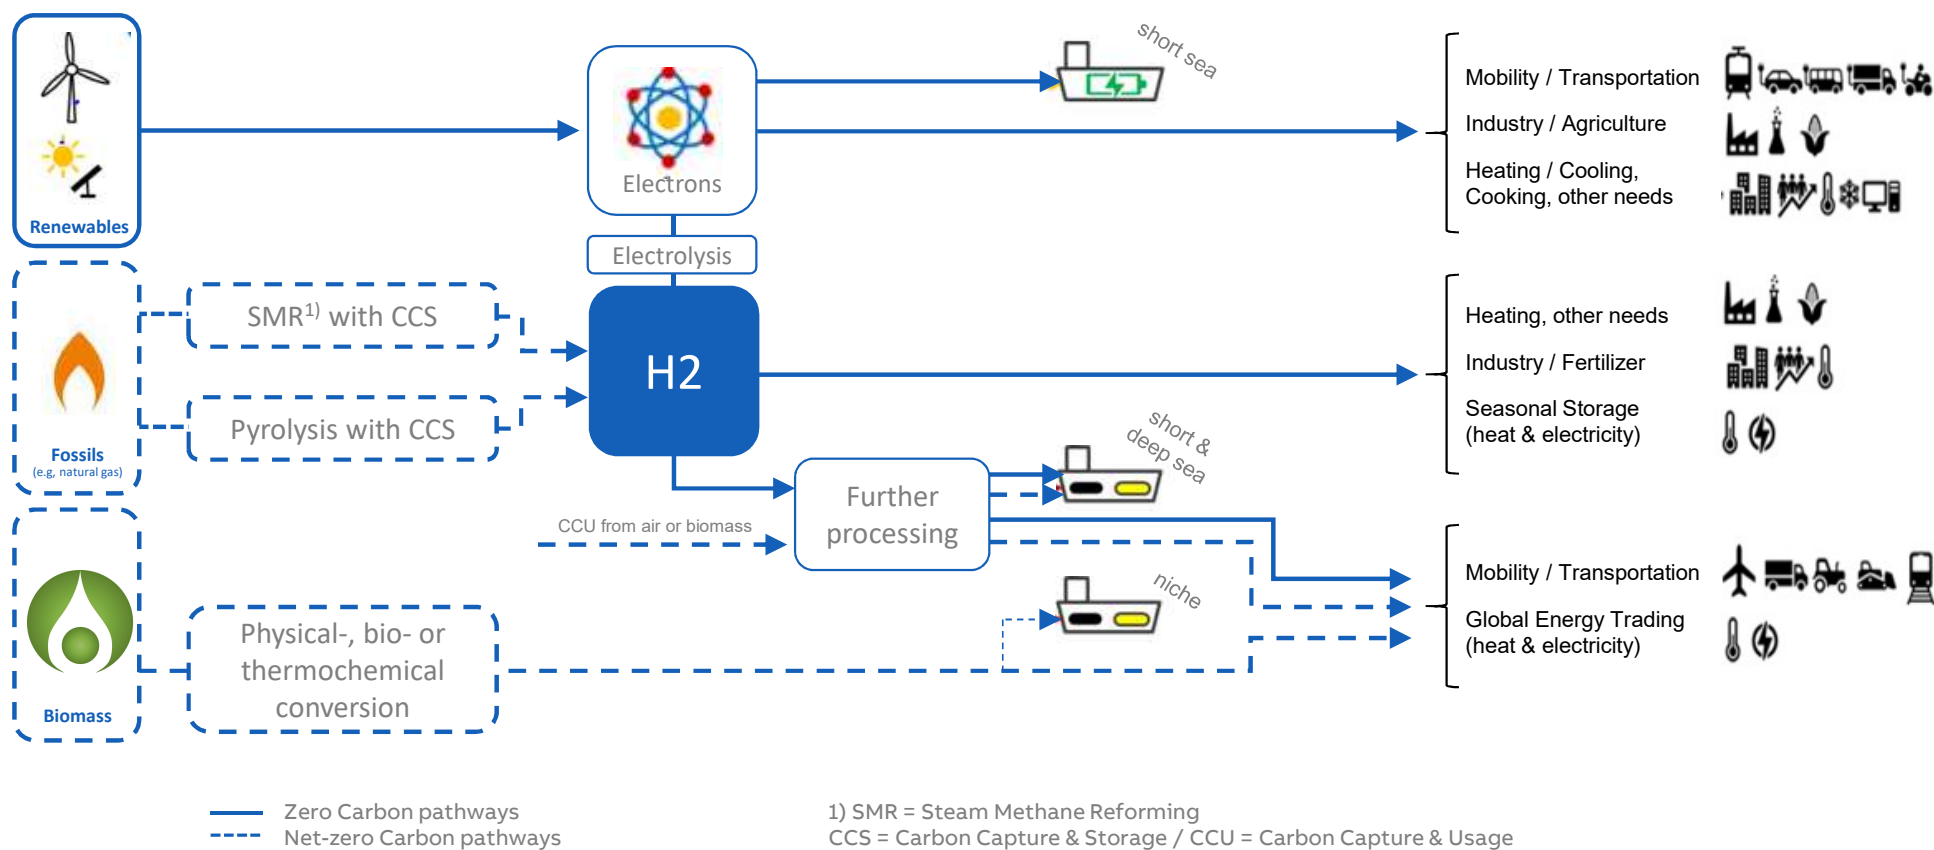 short sea
Mobility / Transportation
Industry / Agriculture
Electrons
Heating / Cooling,
Cooking, other needs
Renewables
Electrolysis
SMR1) with CCS
H2
Heating, other needs
Industry / Fertilizer
Pyrolysis with CCS
Seasonal Storage
(heat & electricity)
Fossils
(e.g, natural gas)
short &
deep sea
Further
processing
CCU from air or biomass
niche
Mobility / Transportation
Global Energy Trading
(heat & electricity)
Physical-, bio- or
thermochemical
conversion
Biomass
Zero Carbon pathways
Net-zero Carbon pathways
1) SMR = Steam Methane Reforming
CCS = Carbon Capture & Storage / CCU = Carbon Capture & Usage